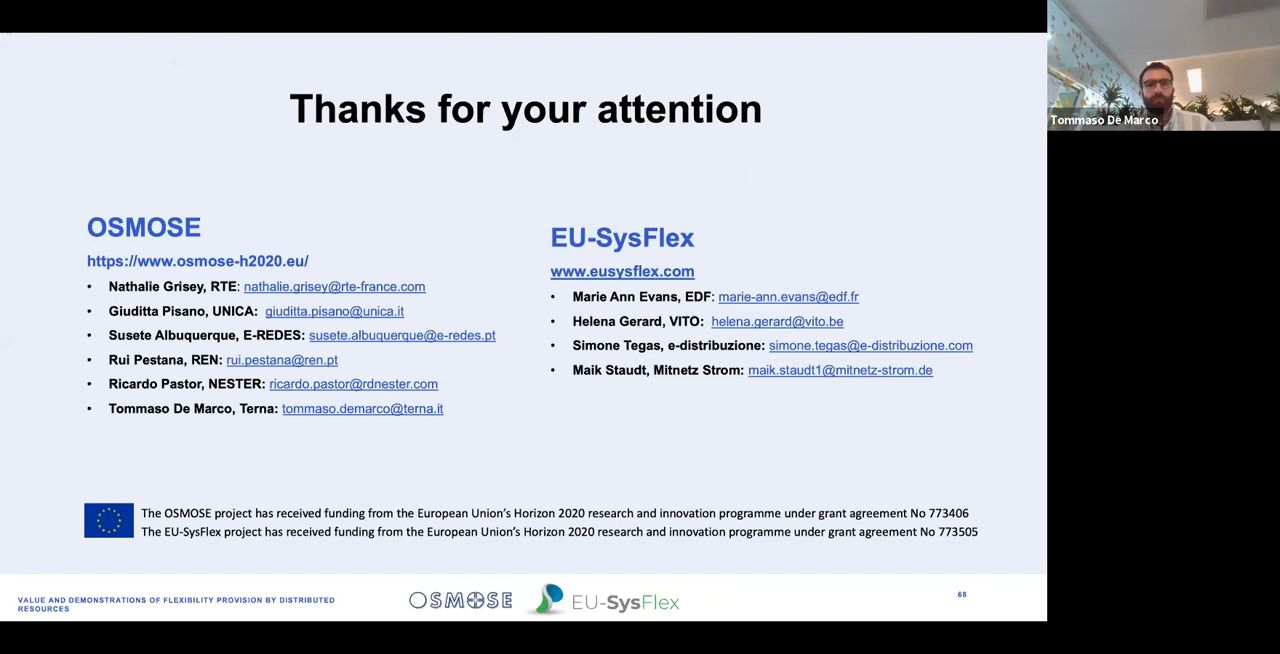 Thanks for your attention
OSMOSE
https://www.osmose-h2020.eu/
• Nathalie Grisey, RTE: nathalie.grisey@rte-france.com
• Giuditta Pisano, UNICA: giuditta.pisano@unica.it
• Susete Albuquerque, E-REDES: susete.albuquerque@e-redes.pt
• Rui Pestana, REN: rui.pestana@ren.pt
• Ricardo Pastor, NESTER: ricardo.pastor@rdnester.com
• Tommaso De Marco, Terna: tommaso.demarco@terna.it
EU-SysFlex
www.eusysflex.com
• Marie Ann Evans, EDF: marie-ann.evans@edf.fr
• Helena Gerard, VITO: helena.gerard@vito.be
• Simone Tegas, e-distribuzione: simone.tegas@e-distribuzione.com
• Maik Staudt, Mitnetz Strom: maik.staudt1@mitnetz-strom.de
The OSMOSE project has received funding from the European Union’s Horizon 2020 research and innovation programme under grant agreement No 773406
The EU-SysFlex project has received funding from the European Union’s Horizon 2020 research and innovation programme under grant agreement No 773505
VALUE AND DEMONSTRATIONS OF FLEXIBILITY PROVISION BY DISTRIBUTED
RESOURCES
OSMOSE
EU-SysFlex
68
Tommaso De Marco